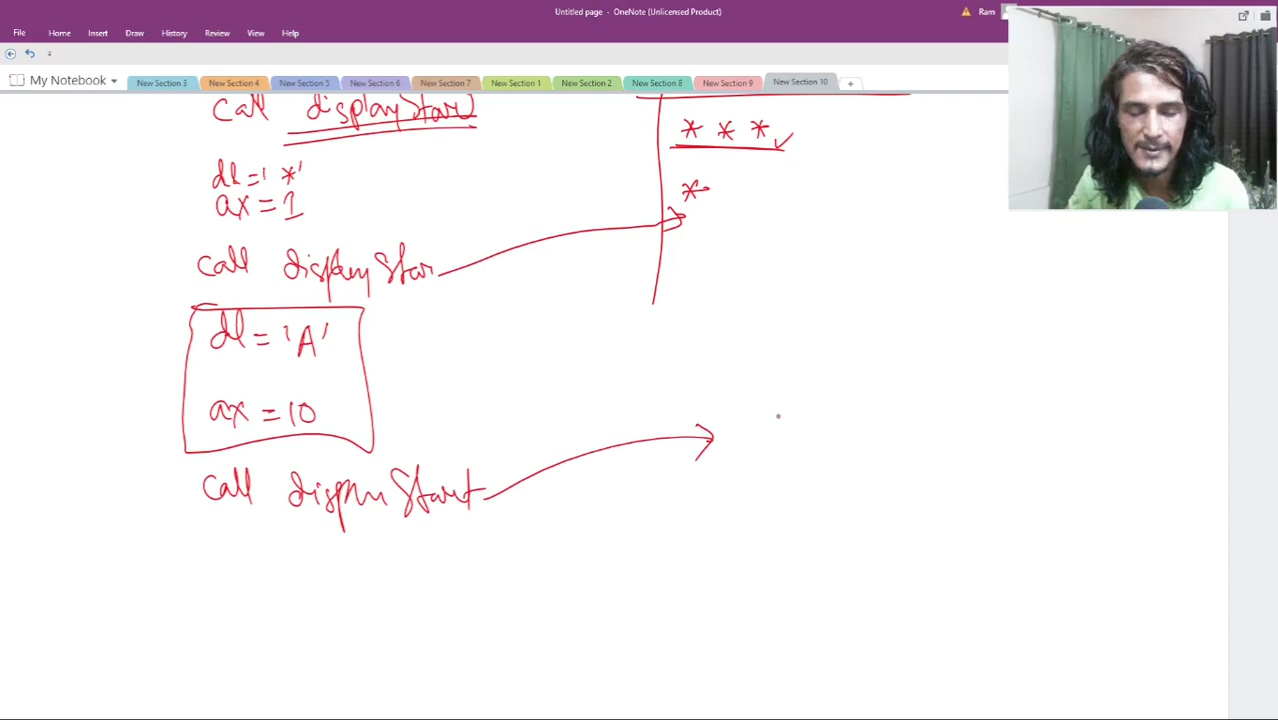 Untitled page - OneNote (Unlicensed Product)
Ram
File Home Insert Draw History Review View Help
My Notebook New Section 3 New Section 4 New Section 5 New Section 6 New Section 7 New Section 1 New Section 2 New Section 8 New Section 9 New Section 10
call displayStar
* * *
dl = '*'
ax = 1
*
call displayStar
dl = 'A'
ax = 10
call